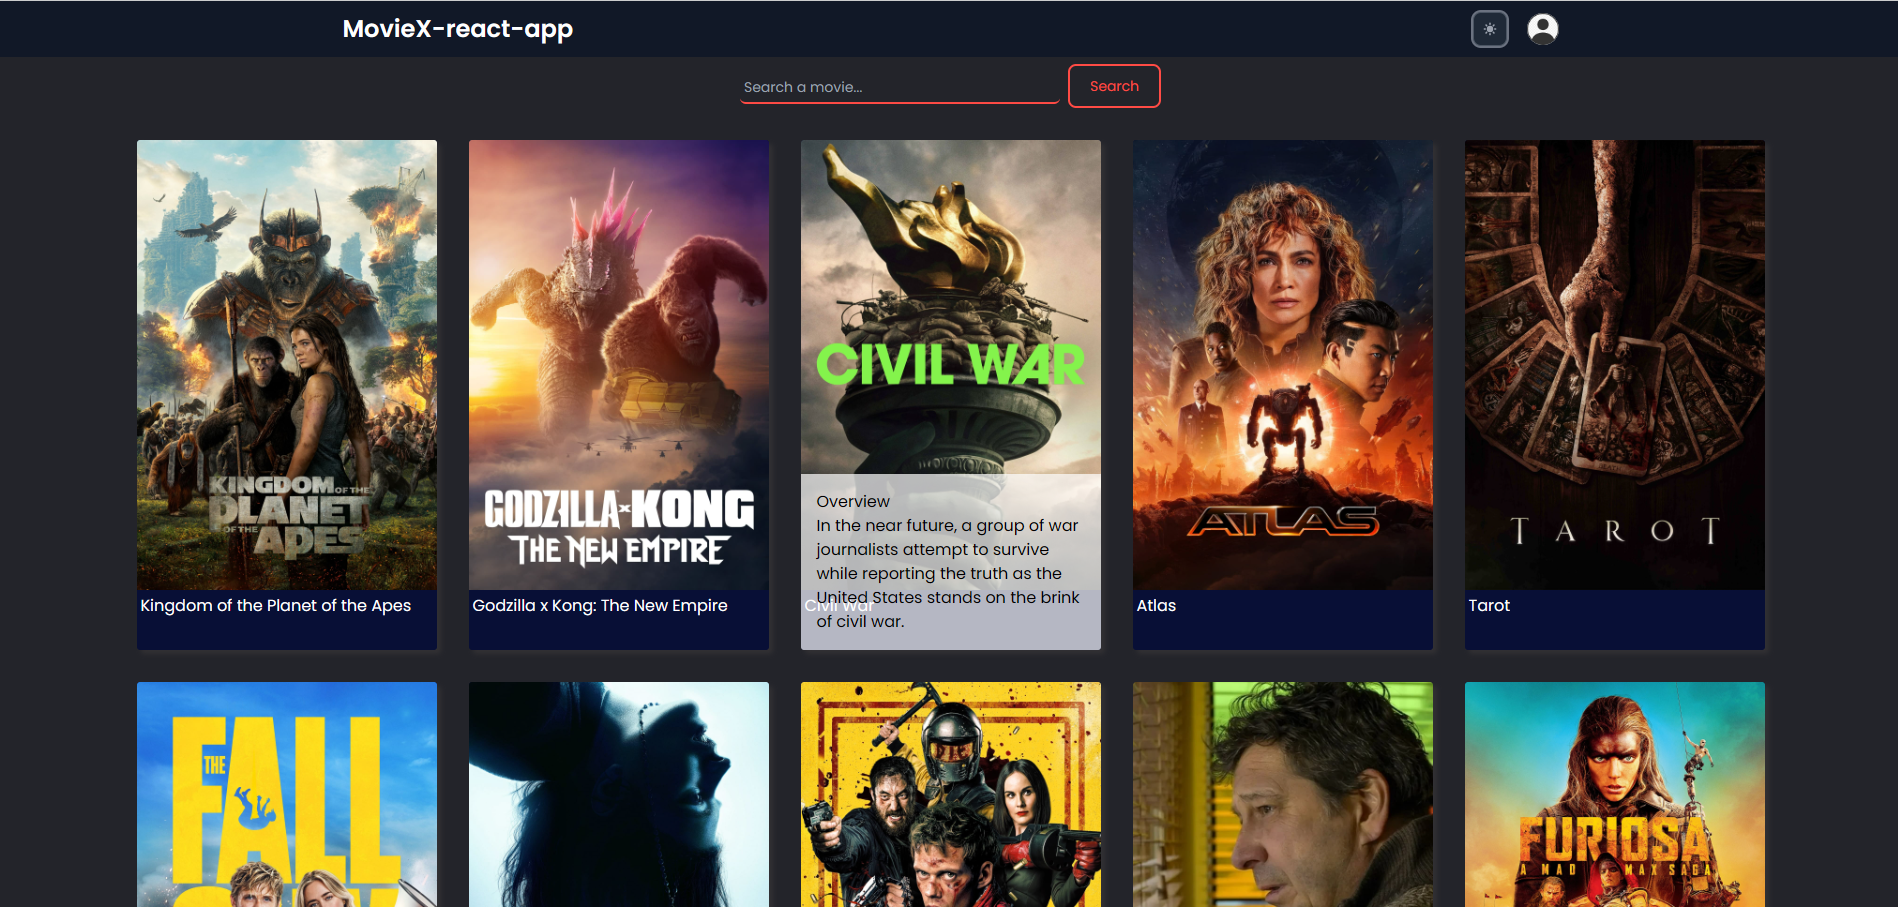 MovieX-react-app
Search a movie...
Search
KINGDOM OF THE
PLANET
OF THE APES
GODZILLA x KONG
THE NEW EMPIRE
CIVIL WAR
Overview
In the near future, a group of war
journalists attempt to survive
while reporting the truth as the
United States stands on the brink
of civil war.
ATLAS
TAROT
Kingdom of the Planet of the Apes
Godzilla x Kong: The New Empire
Civil War
Atlas
Tarot
THE
FALL
FURIOSA
A MAD MAX SAGA